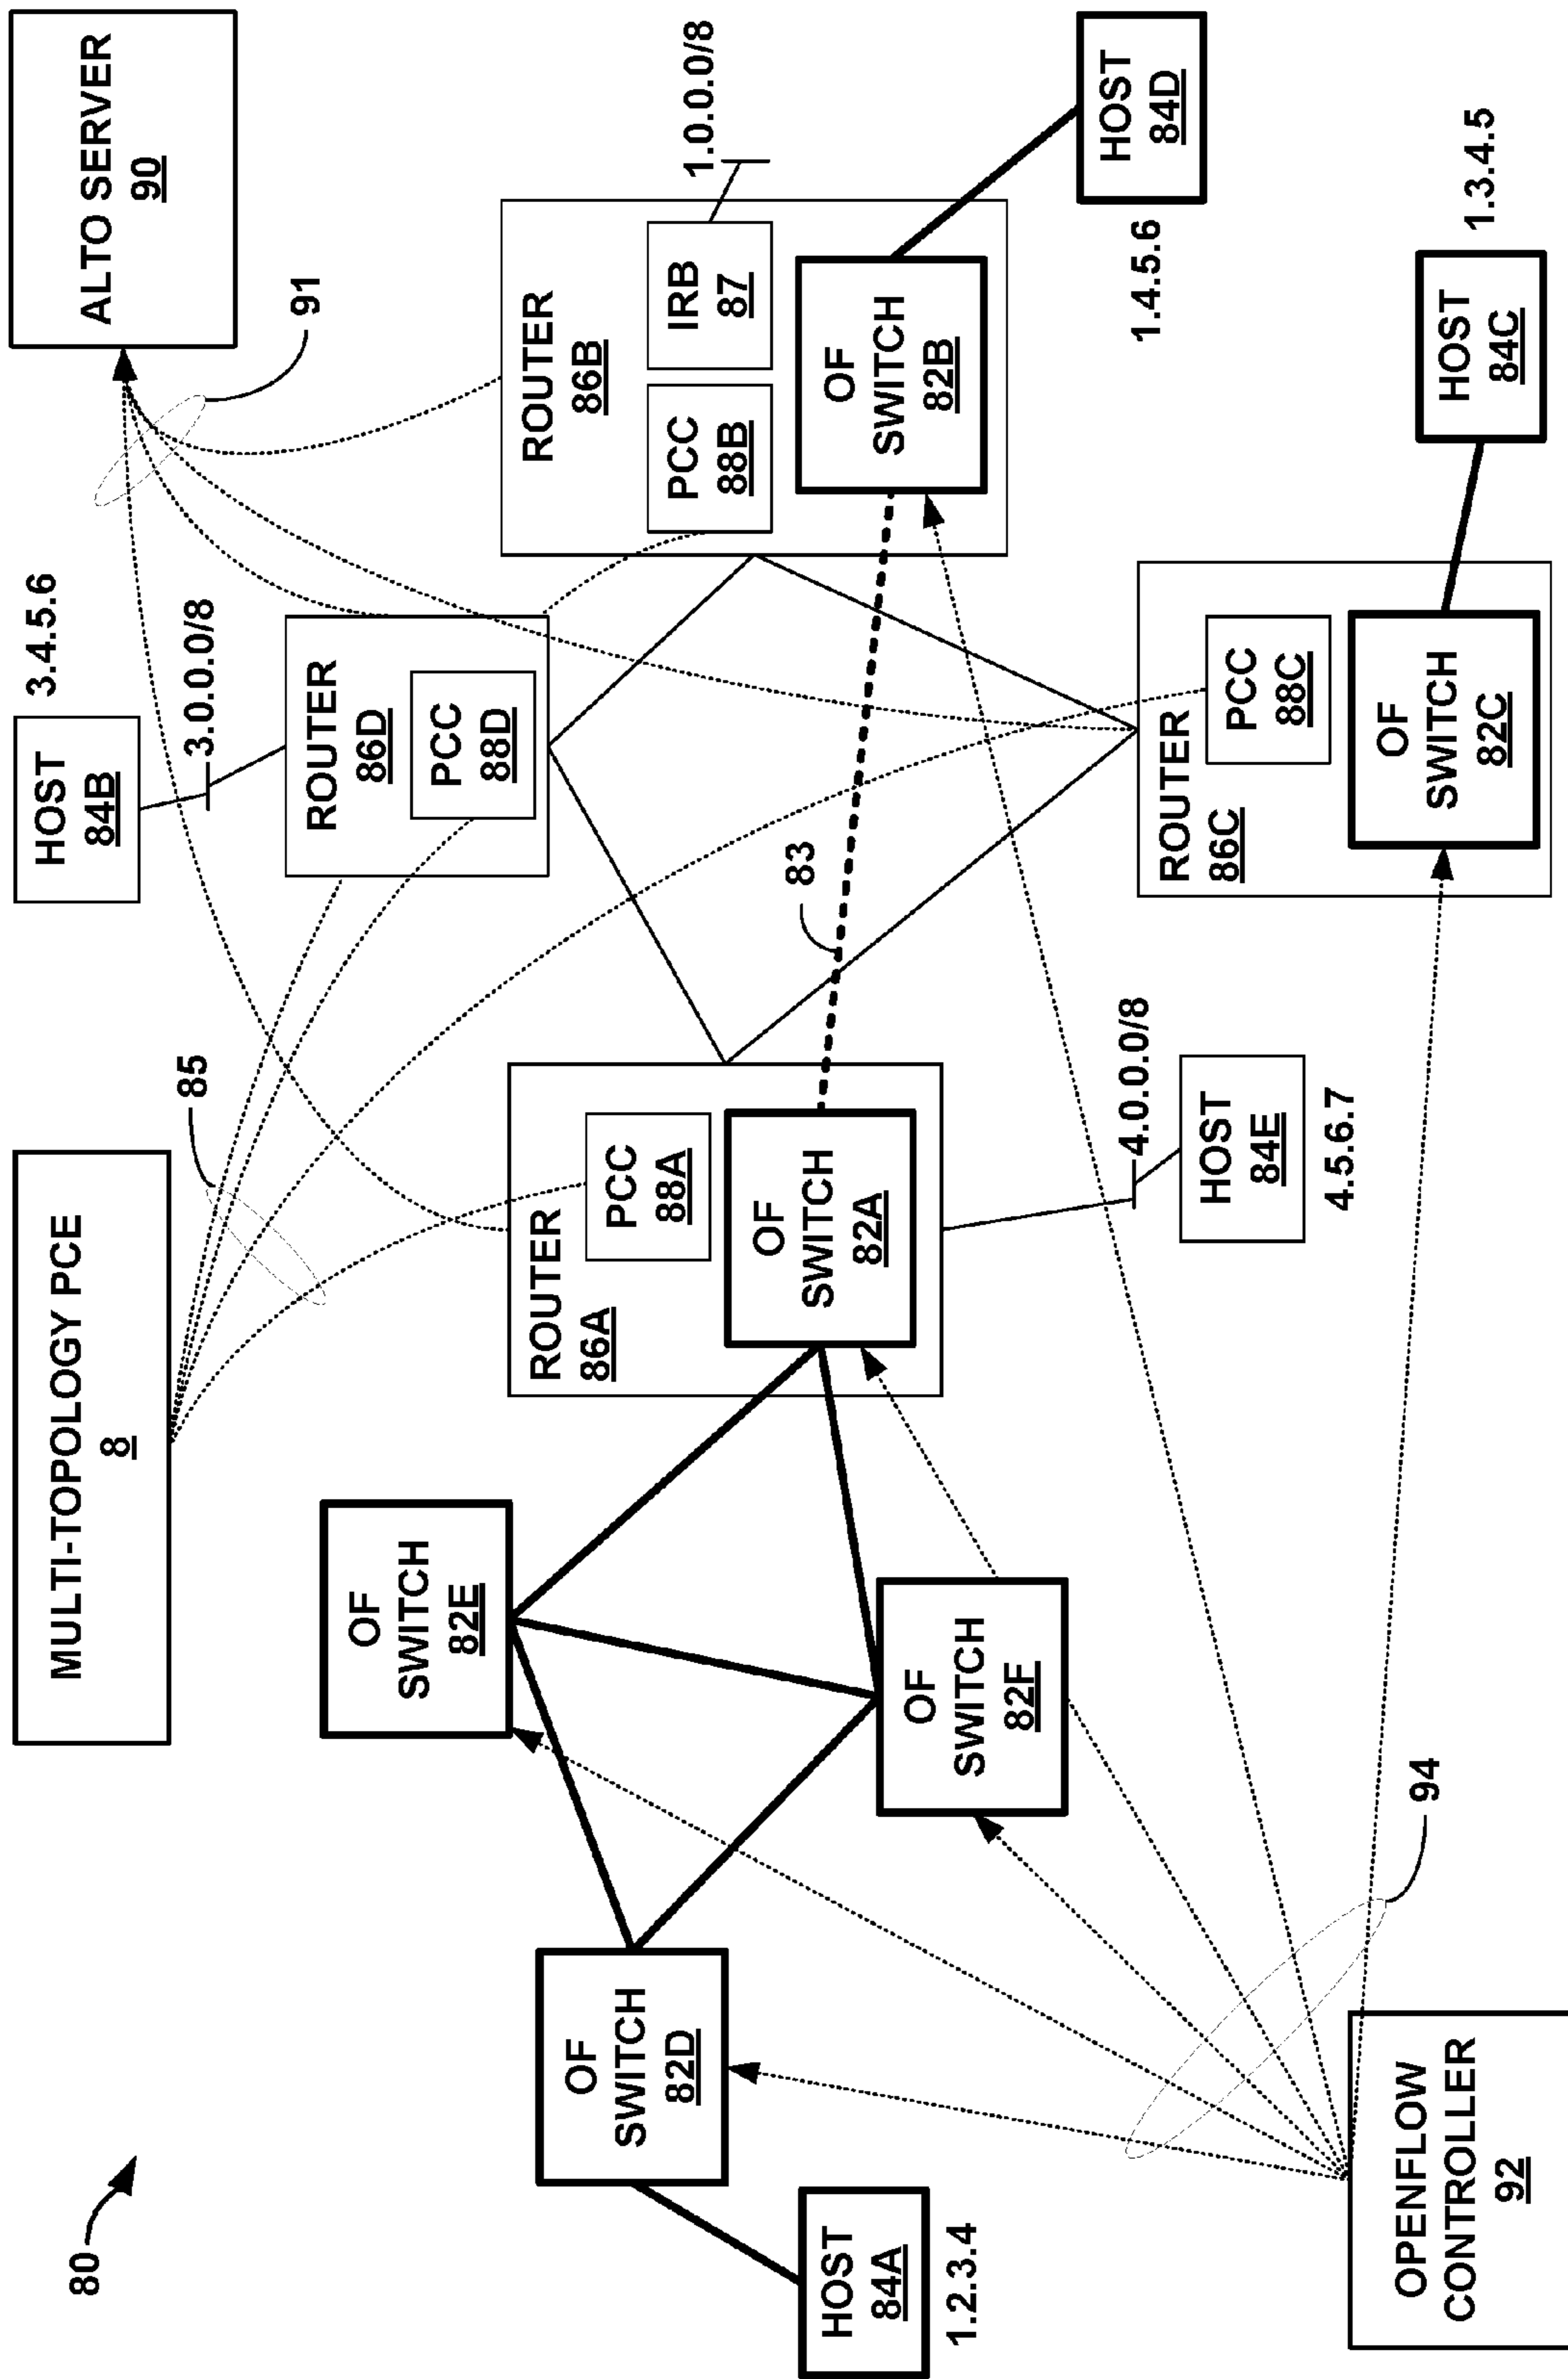 80
MULTI-TOPOLOGY PCE
8
85
HOST
84B
3.4.5.6
3.0.0.0/8
ALTO SERVER
90
91
OF
SWITCH
82E
ROUTER
86D
PCC
88D
ROUTER
86B
PCC
88B
IRB
87
1.0.0.0/8
OF
SWITCH
82B
OF
SWITCH
82D
ROUTER
86A
PCC
88A
OF
SWITCH
82A
83
HOST
84A
1.2.3.4
OF
SWITCH
82F
4.0.0.0/8
HOST
84E
4.5.6.7
HOST
84D
1.4.5.6
ROUTER
86C
PCC
88C
OF
SWITCH
82C
HOST
84C
1.3.4.5
94
OPENFLOW
CONTROLLER
92